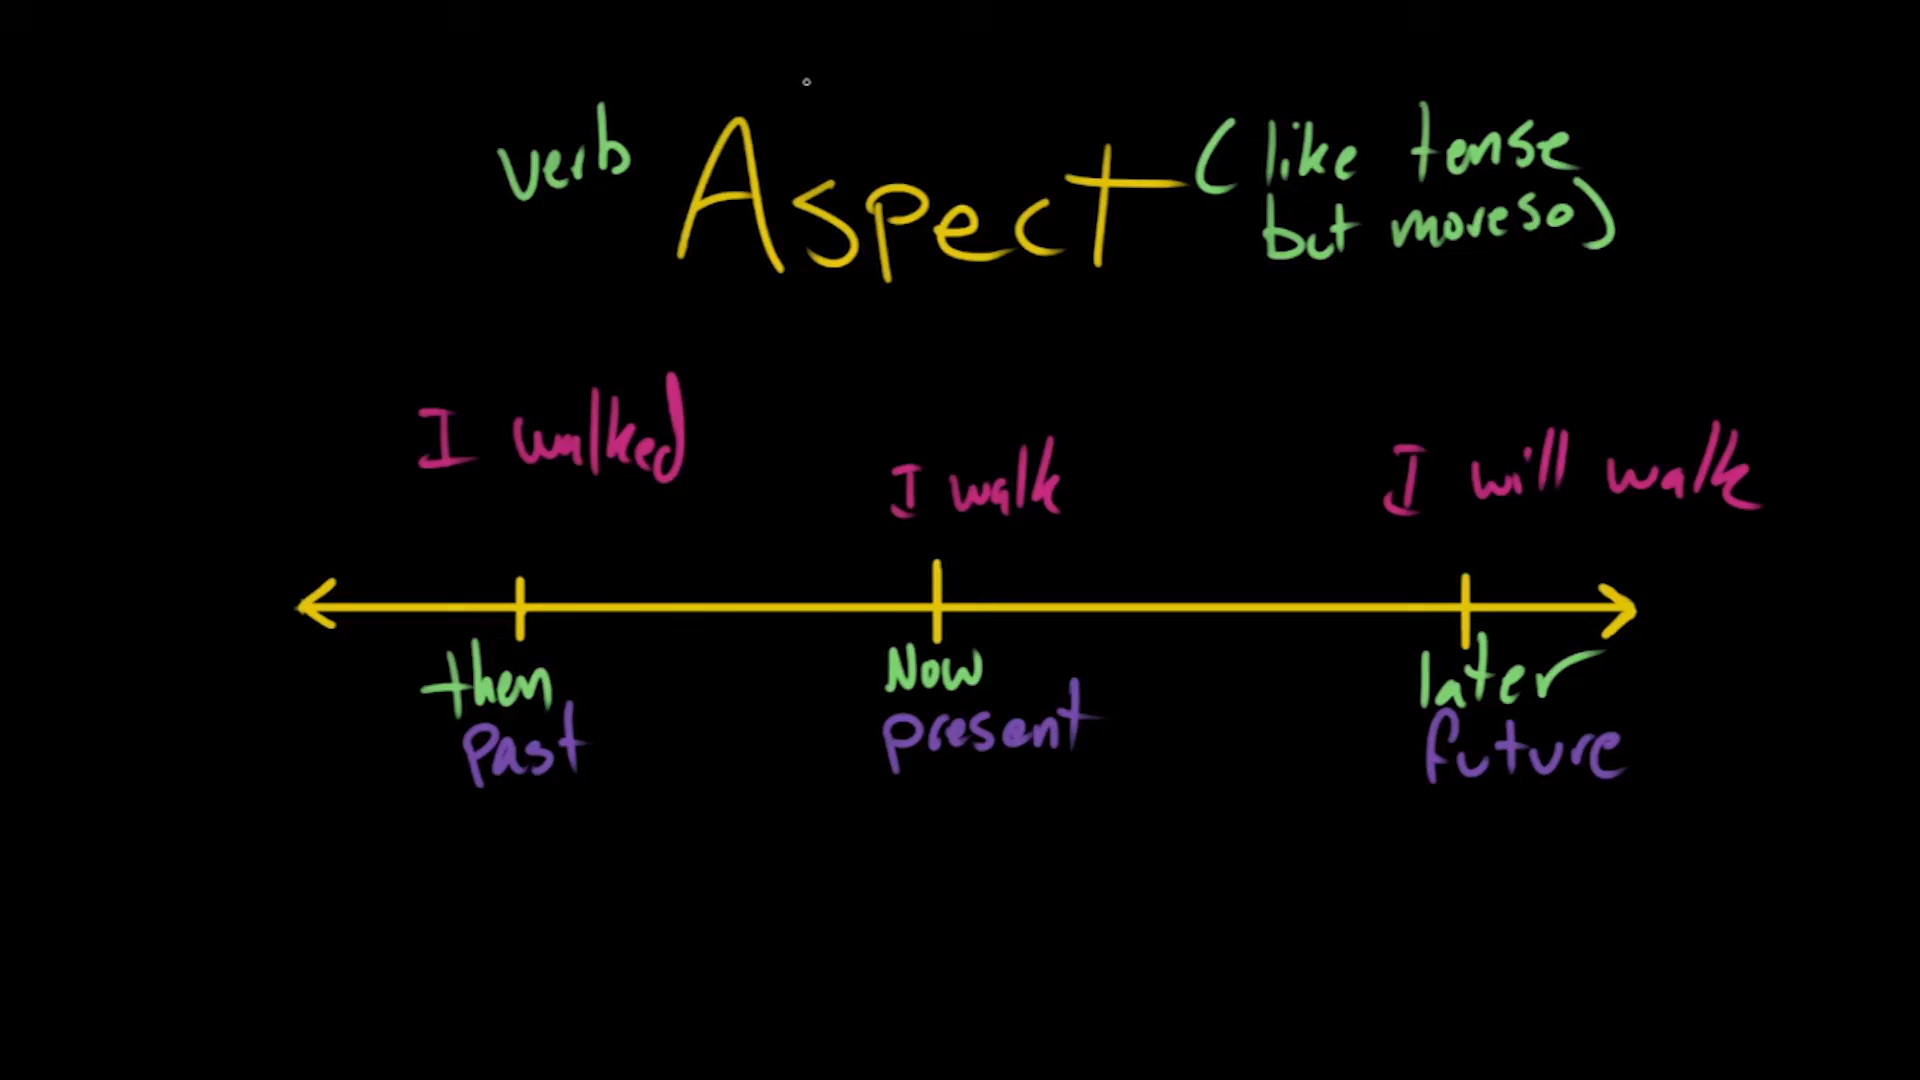 verb Aspect (like tense
but moreso)
I walked I walk I will walk
then Now later
past present future